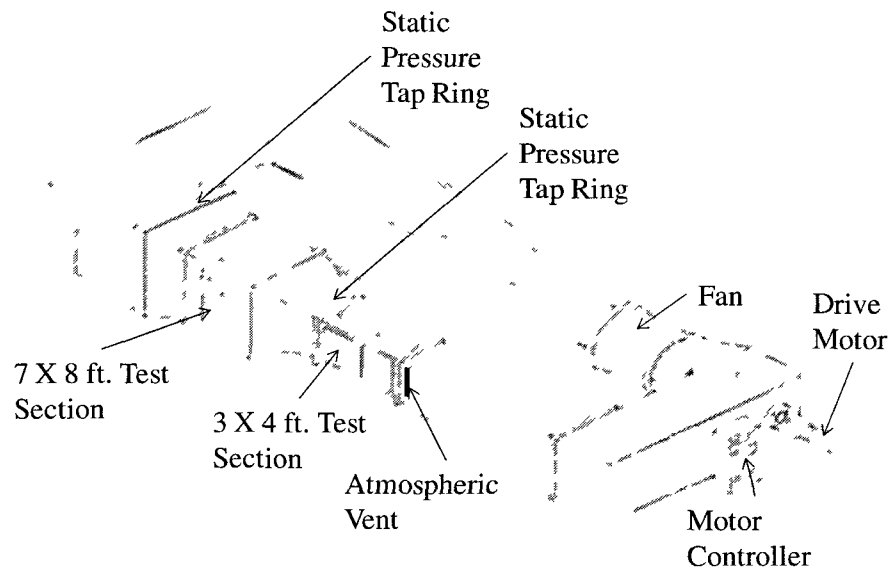 Static
Pressure
Tap Ring
Static
Pressure
Tap Ring
Fan
Drive
Motor
7 X 8 ft. Test
Section
3 X 4 ft. Test
Section
Atmospheric
Vent
Motor
Controller